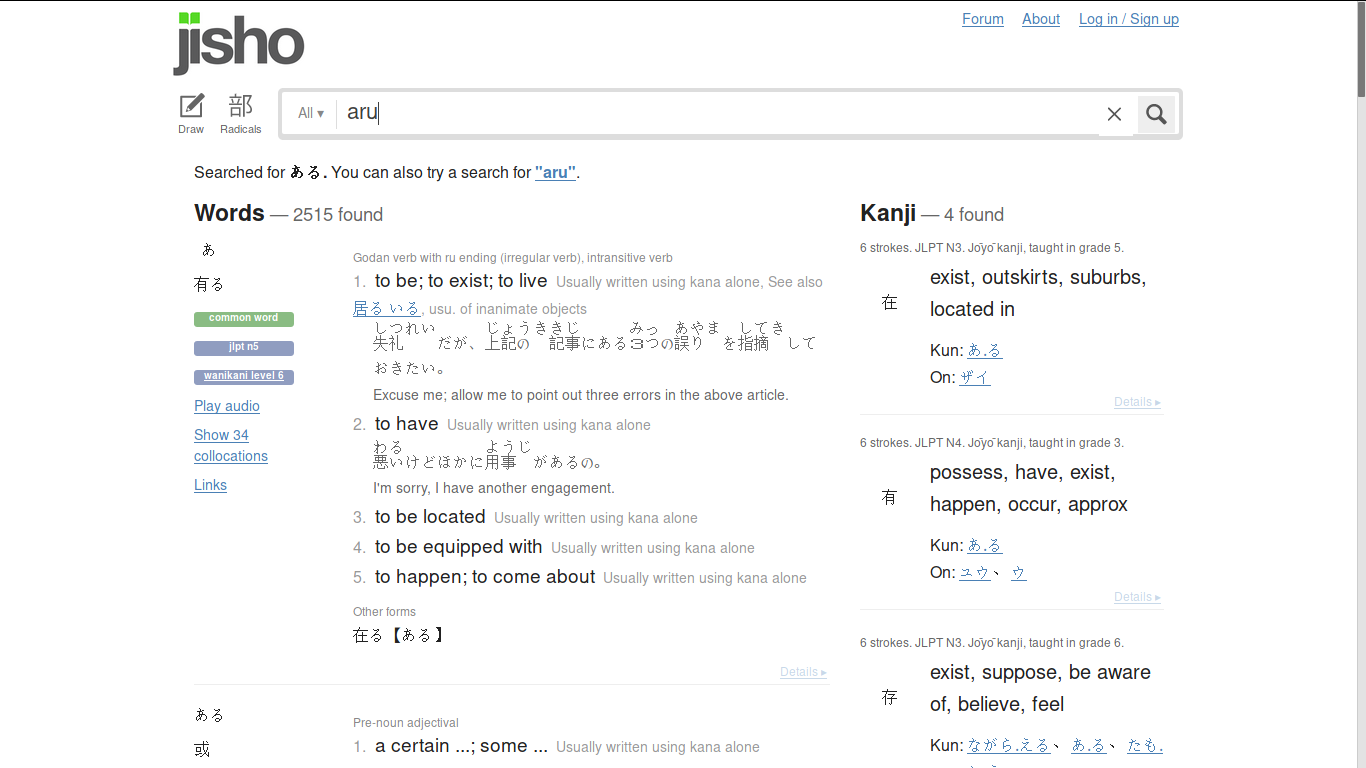 jisho
Forum About Log in / Sign up
Draw
部
Radicals
All ▾ aru
Searched for ある. You can also try a search for "aru".
Words — 2515 found
あ
有る
common word
jlpt n5
wanikani level 6
Play audio
Show 34
collocations
Links
Godan verb with ru ending (irregular verb), intransitive verb
1. to be; to exist; to live Usually written using kana alone, See also
居る いる, usu. of inanimate objects
しつれい じょうききじ みっ あやま してき
失礼 だが、上記の 記事にある3つの誤り を指摘 して
おきたい。
Excuse me; allow me to point out three errors in the above article.
2. to have Usually written using kana alone
わる ようじ
悪いけどほかに用事 があるの。
I'm sorry, I have another engagement.
3. to be located Usually written using kana alone
4. to be equipped with Usually written using kana alone
5. to happen; to come about Usually written using kana alone
Other forms
在る【ある】
Details ▸
ある
或
Pre-noun adjectival
1. a certain ...; some ... Usually written using kana alone
Kanji — 4 found
6 strokes. JLPT N3. Jōyō kanji, taught in grade 5.
在
exist, outskirts, suburbs,
located in
Kun: あ.る
On: ザイ
Details ▸
6 strokes. JLPT N4. Jōyō kanji, taught in grade 3.
有
possess, have, exist,
happen, occur, approx
Kun: あ.る
On: ユウ、 ウ
Details ▸
6 strokes. JLPT N3. Jōyō kanji, taught in grade 6.
存
exist, suppose, be aware
of, believe, feel
Kun: ながら.える、 あ.る、 たも.